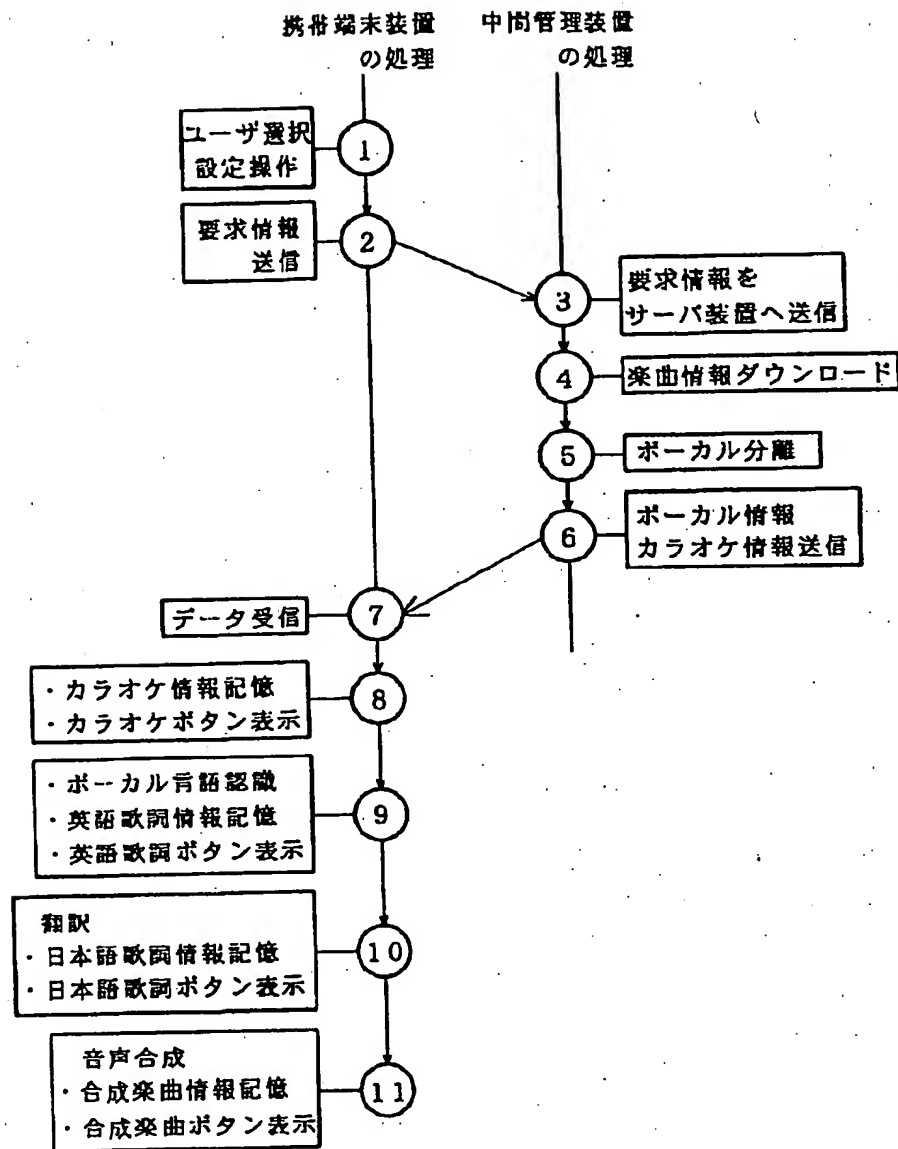 携帯端末装置
の処理
中間管理装置
の処理
ユーザ選択
設定操作
1
要求情報
送信
2
3
要求情報を
サーバ装置へ送信
4
楽曲情報ダウンロード
5
ボーカル分離
6
ボーカル情報
カラオケ情報送信
データ受信
7
・カラオケ情報記憶
・カラオケボタン表示
8
・ボーカル言語認識
・英語歌詞情報記憶
・英語歌詞ボタン表示
9
翻訳
・日本語歌詞情報記憶
・日本語歌詞ボタン表示
10
音声合成
・合成楽曲情報記憶
・合成楽曲ボタン表示
11